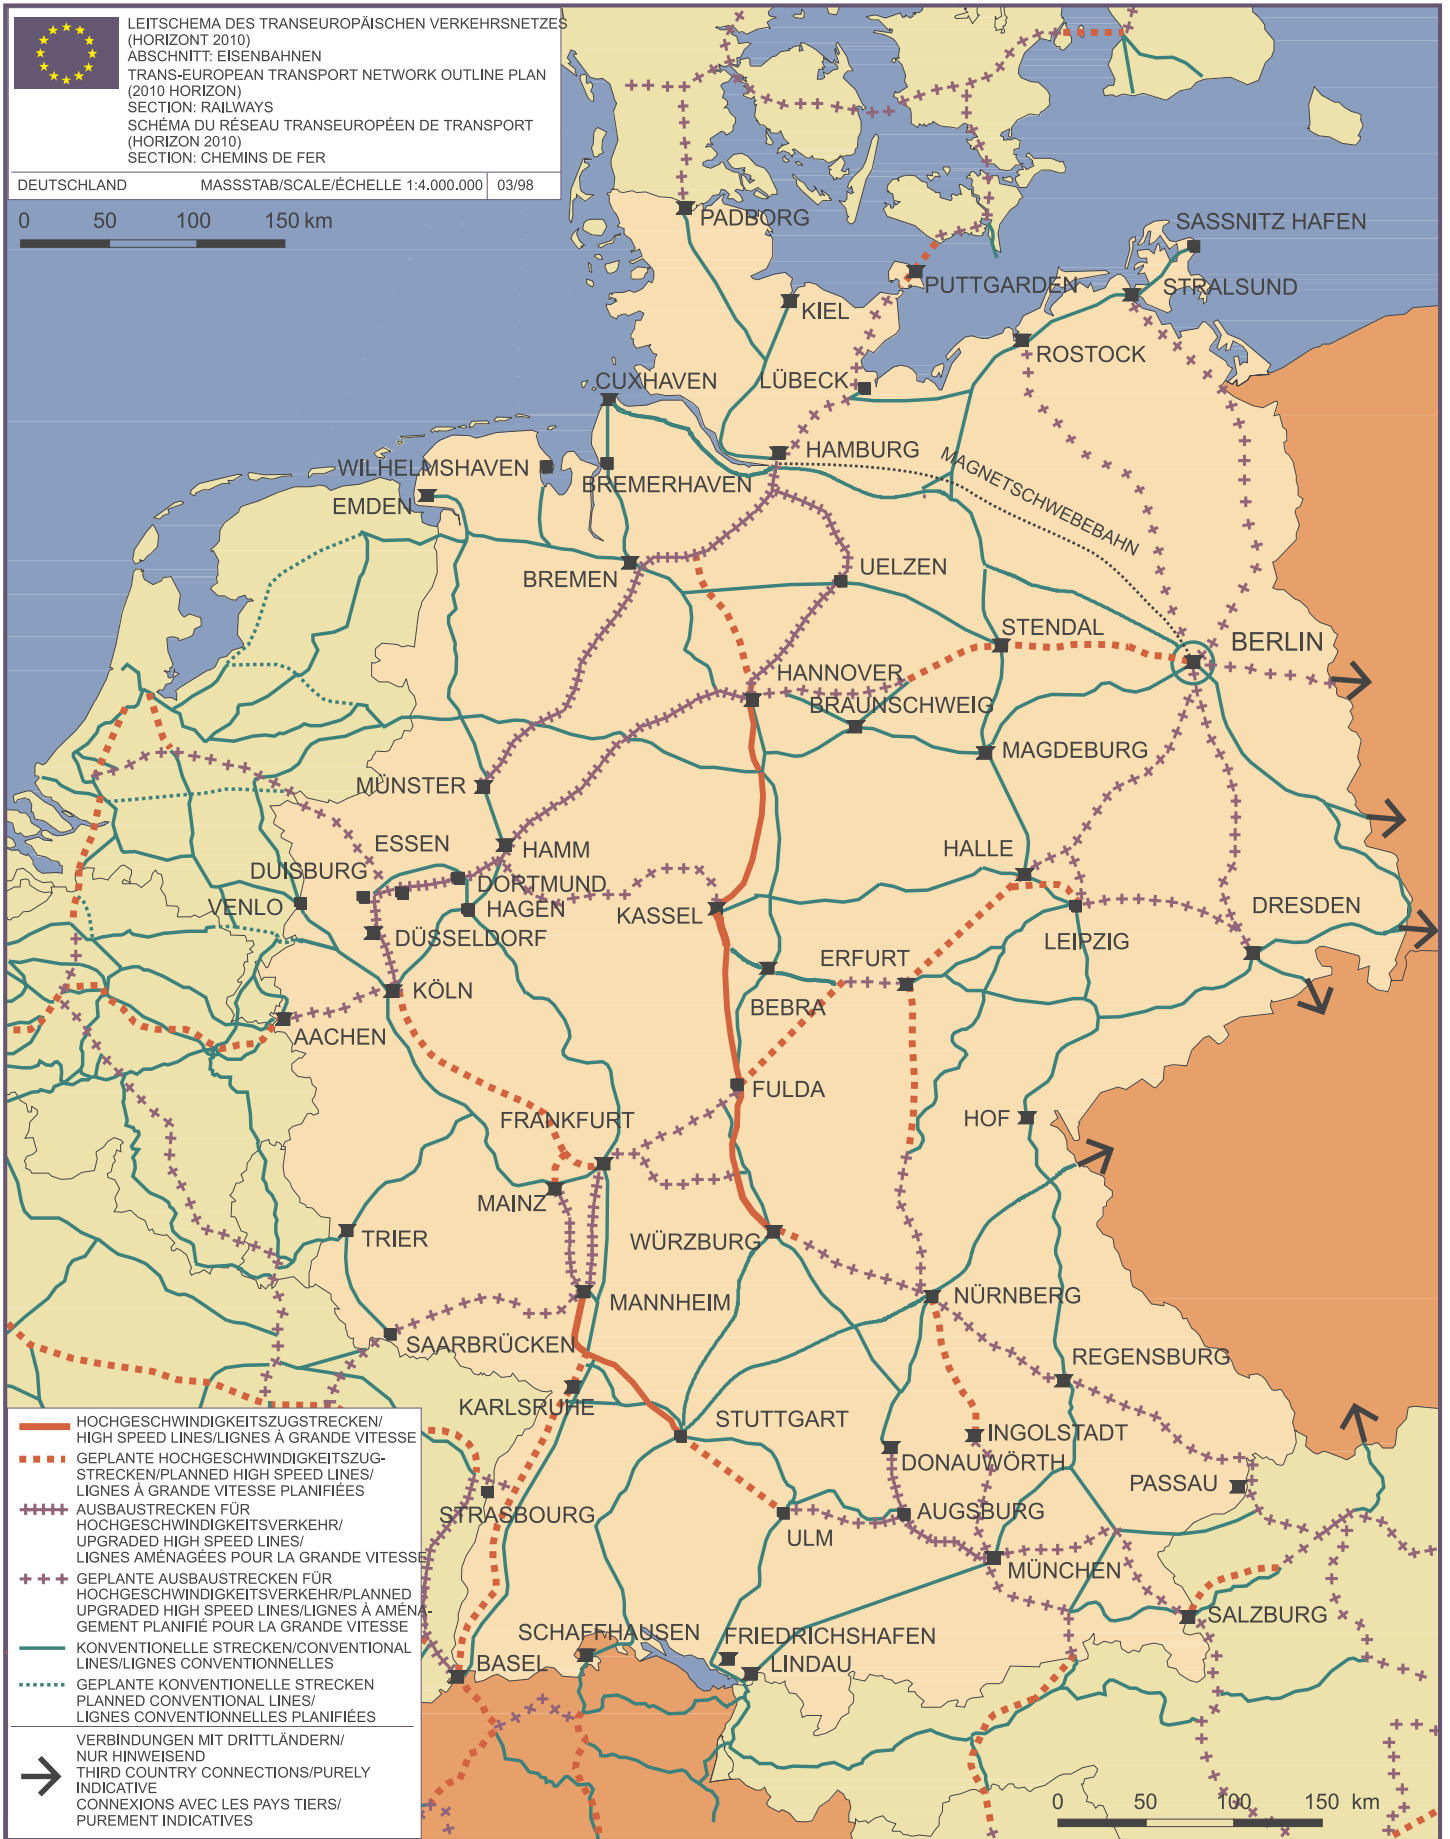 LEITSCHEMA DES TRANSEUROPÄISCHEN VERKEHRSNETZES
(HORIZONT 2010)
ABSCHNITT: EISENBAHNEN
TRANS-EUROPEAN TRANSPORT NETWORK OUTLINE PLAN
(2010 HORIZON)
SECTION: RAILWAYS
SCHÉMA DU RÉSEAU TRANSEUROPÉEN DE TRANSPORT
(HORIZON 2010)
SECTION: CHEMINS DE FER
DEUTSCHLAND MASSSTAB/SCALE/ÉCHELLE 1:4.000.000 03/98
0 50 100 150 km
PADBORG
SASSNITZ HAFEN
PUTTGARDEN
STRALSUND
KIEL
ROSTOCK
CUXHAVEN
LÜBECK
HAMBURG
WILHELMSHAVEN
BREMERHAVEN
MAGNETSCHWEBEBAHN
EMDEN
BREMEN
UELZEN
STENDAL
BERLIN
HANNOVER
BRAUNSCHWEIG
MAGDEBURG
MÜNSTER
ESSEN
HAMM
HALLE
DUISBURG
DORTMUND
VENLO
HAGEN
KASSEL
DRESDEN
DÜSSELDORF
LEIPZIG
ERFURT
KÖLN
BEBRA
AACHEN
FULDA
FRANKFURT
HOF
MAINZ
TRIER
WÜRZBURG
MANNHEIM
NÜRNBERG
SAARBRÜCKEN
REGENSBURG
KARLSRUHE
STUTTGART
INGOLSTADT
DONAUWÖRTH
PASSAU
STRASBOURG
AUGSBURG
ULM
MÜNCHEN
SALZBURG
SCHAFFHAUSEN
FRIEDRICHSHAFEN
BASEL
LINDAU
HOCHGESCHWINDIGKEITSZUGSTRECKEN/
HIGH SPEED LINES/LIGNES À GRANDE VITESSE
GEPLANTE HOCHGESCHWINDIGKEITSZUG-
STRECKEN/PLANNED HIGH SPEED LINES/
LIGNES À GRANDE VITESSE PLANIFIÉES
AUSBAUSTRECKEN FÜR
HOCHGESCHWINDIGKEITSVERKEHR/
UPGRADED HIGH SPEED LINES/
LIGNES AMÉNAGÉES POUR LA GRANDE VITESSE
GEPLANTE AUSBAUSTRECKEN FÜR
HOCHGESCHWINDIGKEITSVERKEHR/PLANNED
UPGRADED HIGH SPEED LINES/LIGNES À AMÉNA-
GEMENT PLANIFIÉ POUR LA GRANDE VITESSE
KONVENTIONELLE STRECKEN/CONVENTIONAL
LINES/LIGNES CONVENTIONNELLES
GEPLANTE KONVENTIONELLE STRECKEN
PLANNED CONVENTIONAL LINES/
LIGNES CONVENTIONNELLES PLANIFIÉES
VERBINDUNGEN MIT DRITTLÄNDERN/
NUR HINWEISEND
THIRD COUNTRY CONNECTIONS/PURELY
INDICATIVE
CONNEXIONS AVEC LES PAYS TIERS/
PUREMENT INDICATIVES
0 50 100 150 km